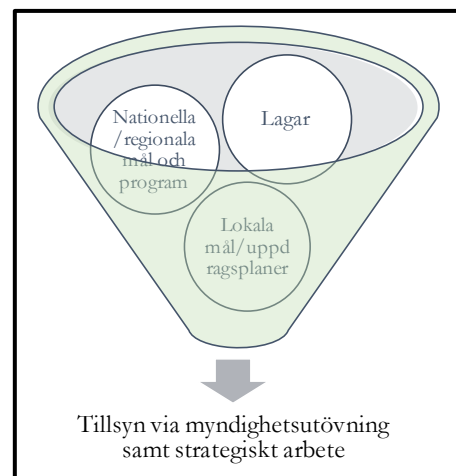 Nationella
/regionala
mål och
program
Lagar
Lokala
mål/uppd
ragsplaner
Tillsyn via myndighetsutövning
samt strategiskt arbete